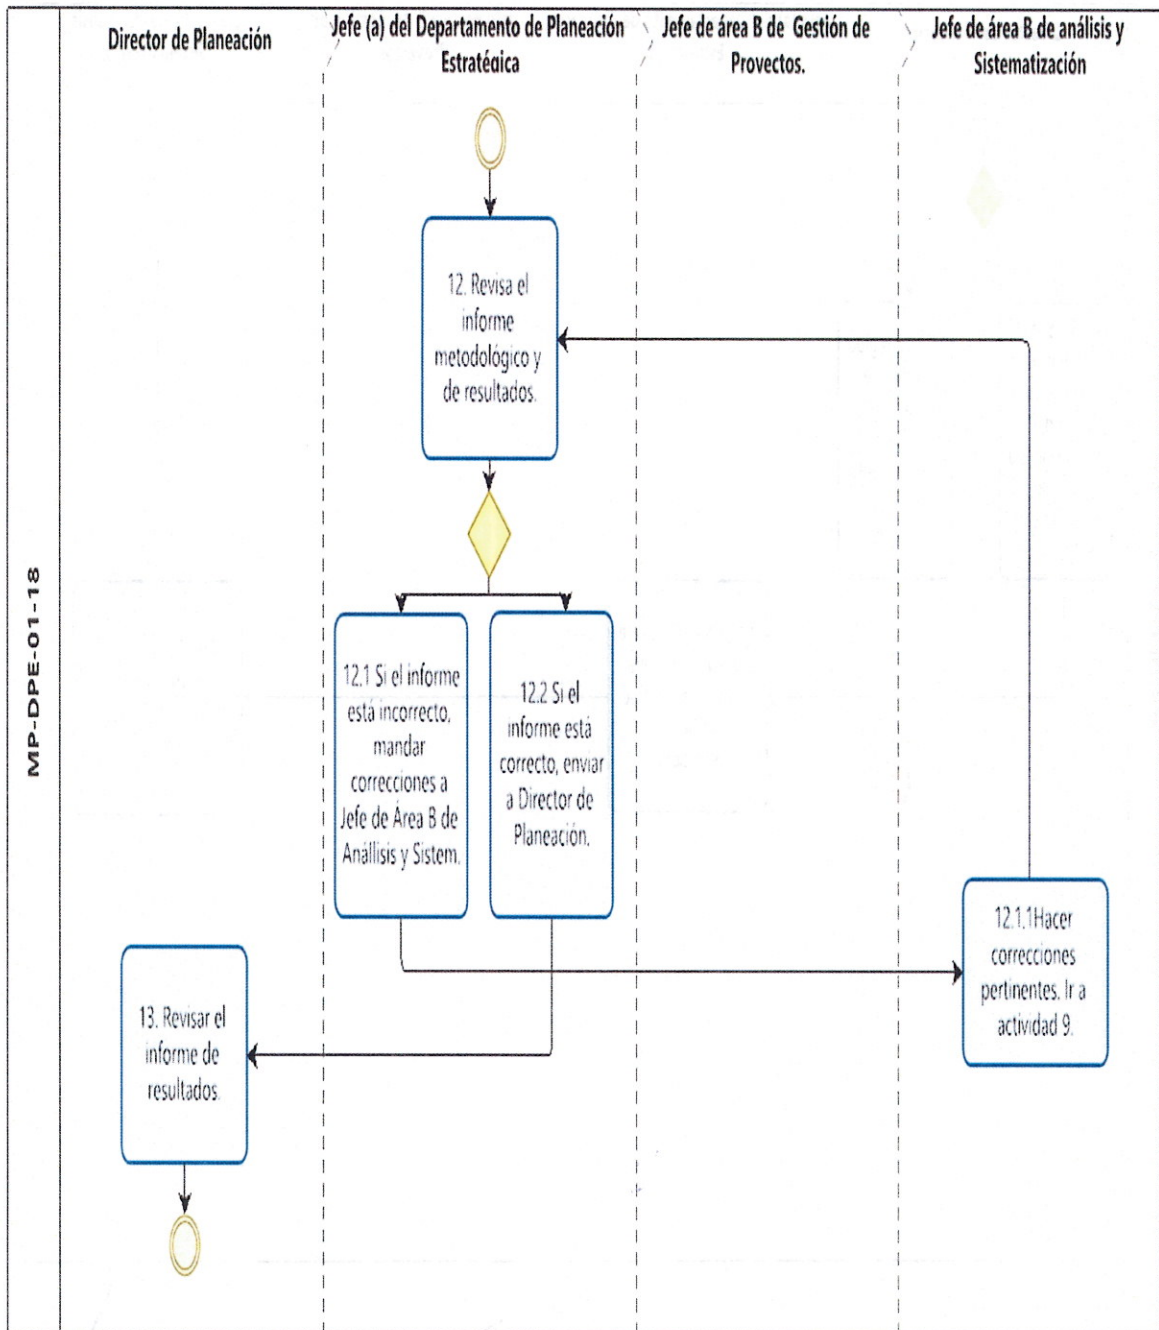 Director de Planeación
Jefe (a) del Departamento de Planeación
Estratégica
Jefe de área B de Gestión de
Proyectos.
Jefe de área B de análisis y
Sistematización
MP-DPE-01-18
12. Revisa el
informe
metodológico y
de resultados.
12.1 Si el informe
está incorrecto,
mandar
correcciones a
Jefe de Área B de
Anállisis y Sistem.
12.2 Si el
informe está
correcto, enviar
a Director de
Planeación.
12.1.1Hacer
correcciones
pertinentes. Ir a
actividad 9.
13. Revisar el
informe de
resultados.